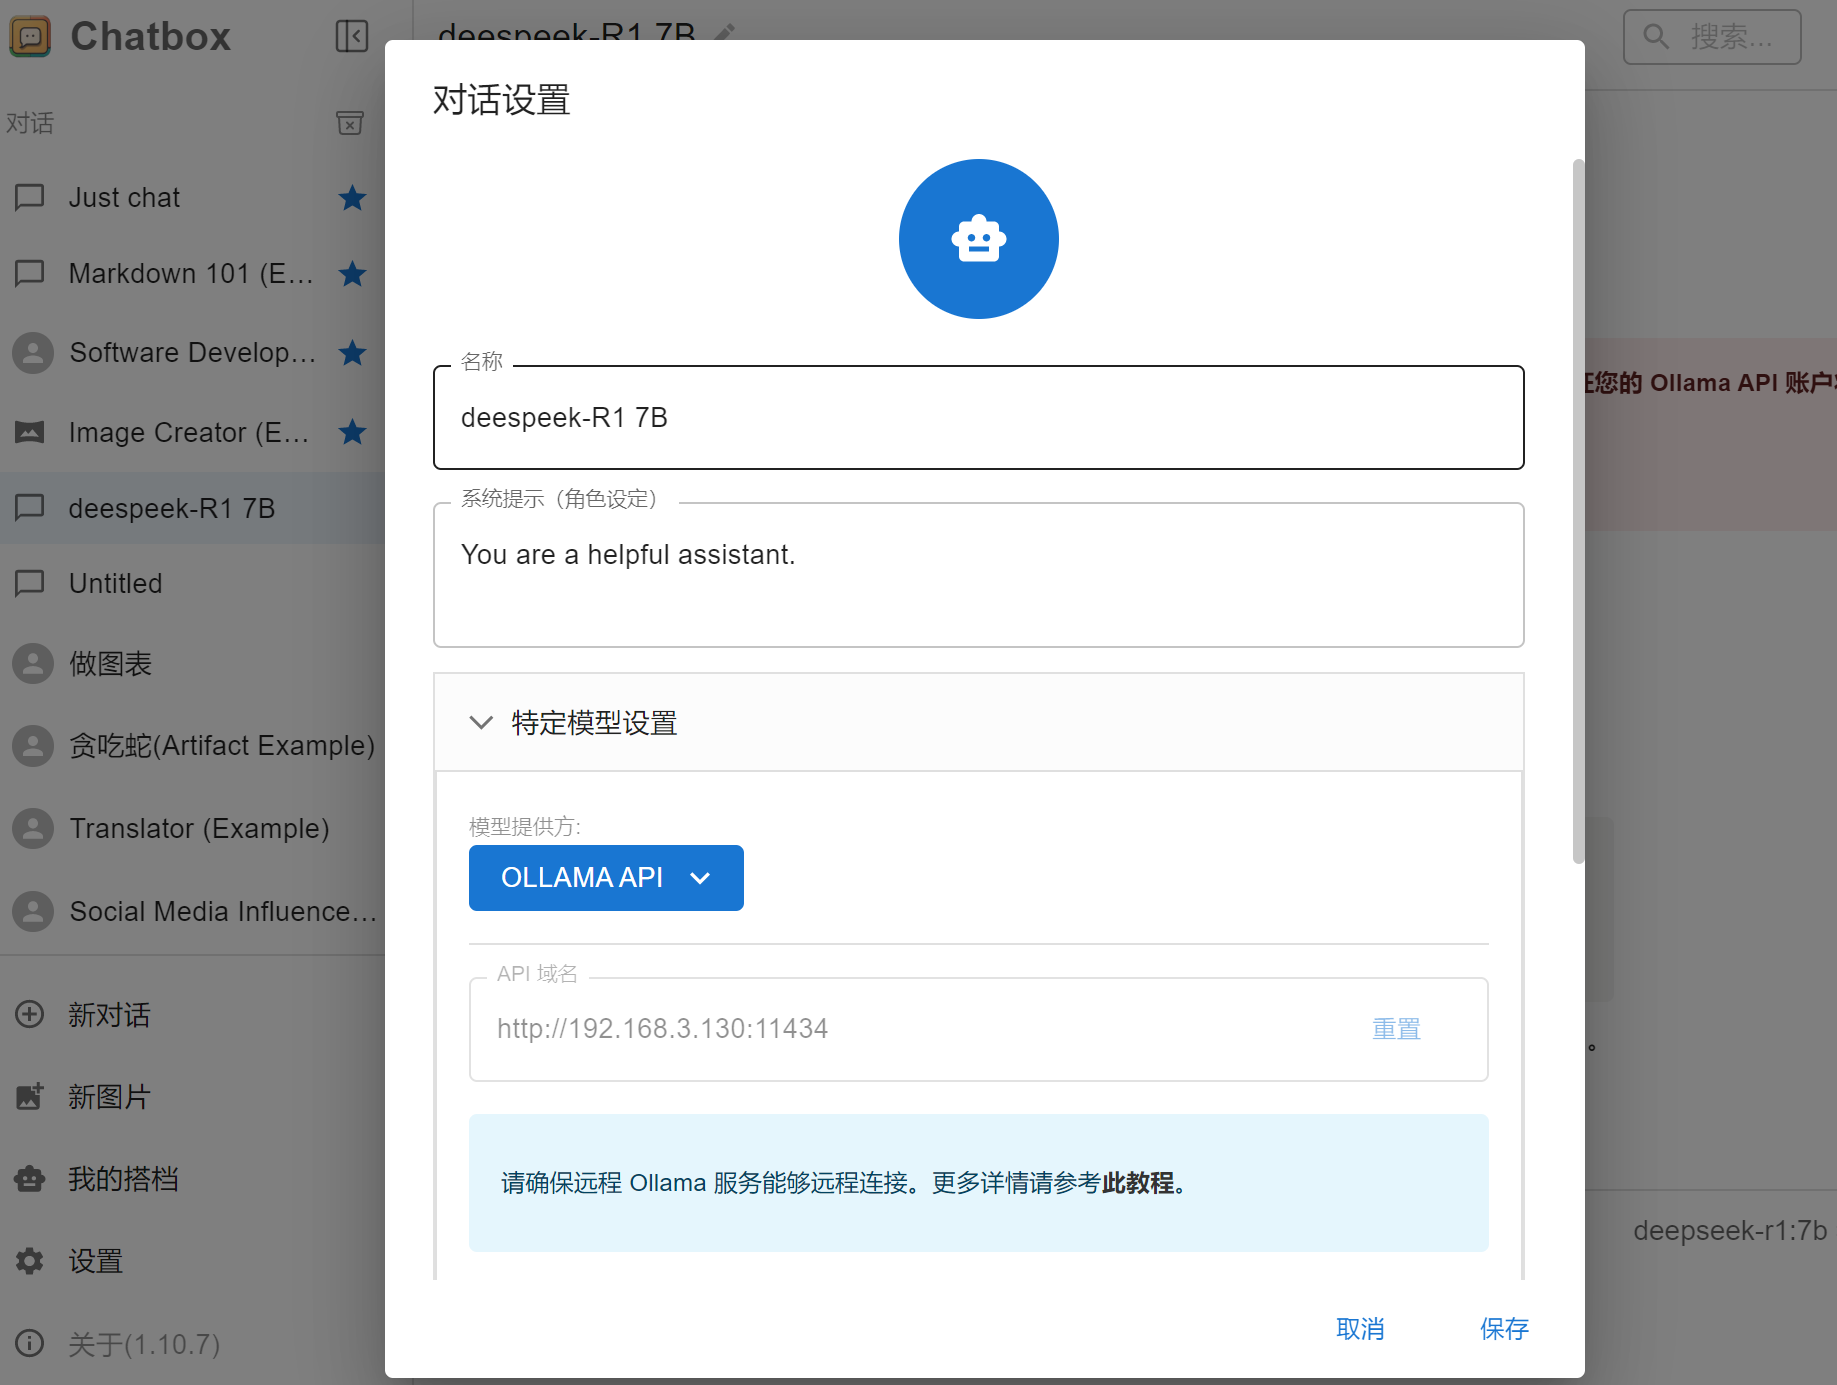 Chatbox
deespeek-R1 7B
搜索...
对话
Just chat
Markdown 101 (E...
Software Develop...
Image Creator (E...
deespeek-R1 7B
Untitled
做图表
贪吃蛇(Artifact Example)
Translator (Example)
Social Media Influence...
新对话
新图片
我的搭档
设置
关于(1.10.7)
对话设置
名称
deespeek-R1 7B
系统提示（角色设定）
You are a helpful assistant.
特定模型设置
模型提供方:
OLLAMA API
API 域名
http://192.168.3.130:11434
重置
请确保远程 Ollama 服务能够远程连接。更多详情请参考此教程。
取消
保存
您的 Ollama API 账户
。
deepseek-r1:7b